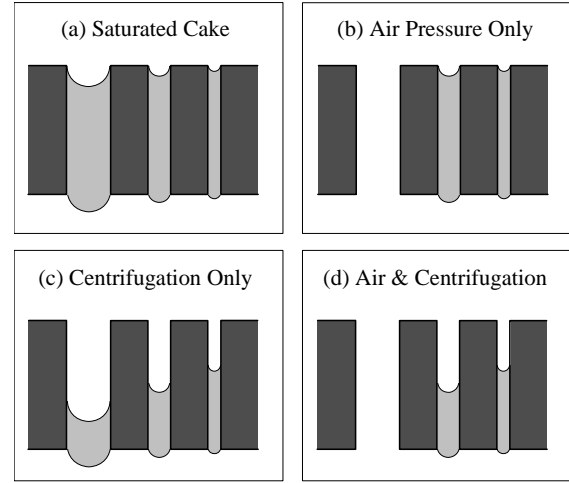 (a) Saturated Cake
(b) Air Pressure Only
(c) Centrifugation Only
(d) Air & Centrifugation